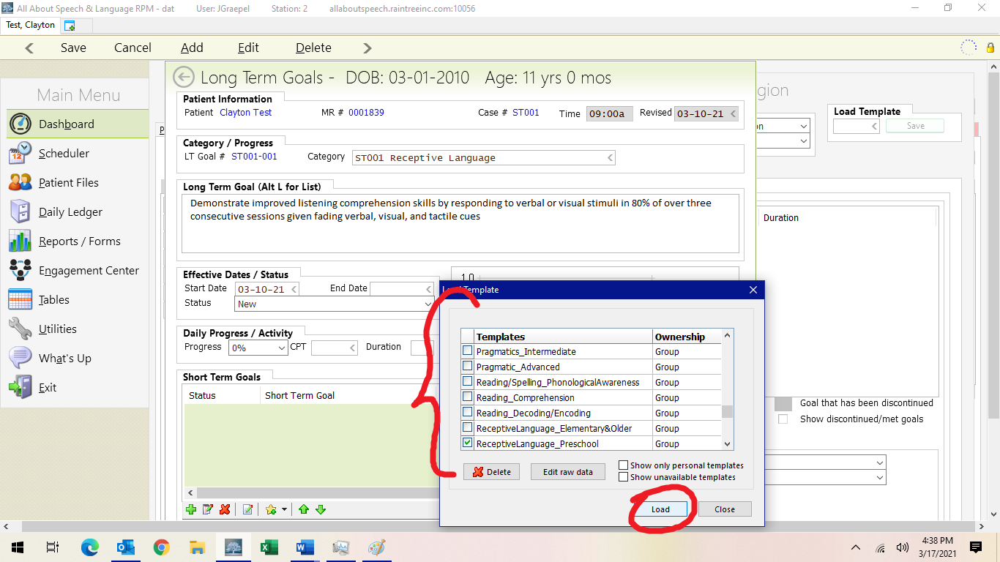 All About Speech & Language RPM - dat User: JGraepel Station: 2 allaboutspeech.raintreeinc.com:10056
Test, Clayton
Save Cancel Add Edit Delete
Main Menu
Dashboard
Scheduler
Patient Files
Daily Ledger
Reports / Forms
Engagement Center
Tables
Utilities
What's Up
Exit
Long Term Goals - DOB: 03-01-2010 Age: 11 yrs 0 mos
Patient Information
Patient Clayton Test MR # 0001839 Case # ST001 Time 09:00a Revised 03-10-21
Category / Progress
LT Goal # ST001-001 Category ST001 Receptive Language
Long Term Goal (Alt L for List)
Demonstrate improved listening comprehension skills by responding to verbal or visual stimuli in 80% of over three
consecutive sessions given fading verbal, visual, and tactile cues
Effective Dates / Status
Start Date 03-10-21 End Date
Status New
Daily Progress / Activity
Progress 0% CPT Duration
Short Term Goals
Status Short Term Goal
1.0
gion
on
Load Template
Save
Duration
Goal that has been discontinued
Show discontinued/met goals
Template
Templates Ownership
Pragmatics_Intermediate Group
Pragmatic_Advanced Group
Reading/Spelling_PhonologicalAwareness Group
Reading_Comprehension Group
Reading_Decoding/Encoding Group
ReceptiveLanguage_Elementary&Older Group
ReceptiveLanguage_Preschool Group
Delete Edit raw data
Show only personal templates
Show unavailable templates
Load Close
4:38 PM
3/17/2021